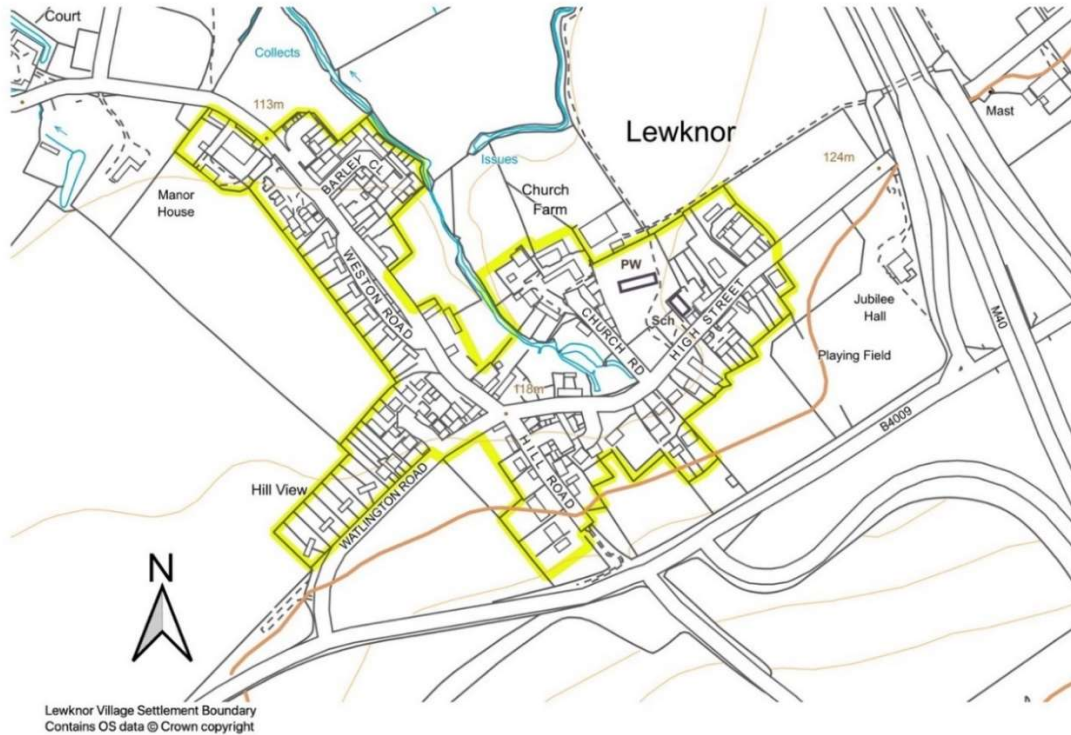 Court
Collects
113m
Lewknor
Mast
124m
Issues
BARLEY CL
Church
Farm
Manor
House
PW
WESTON ROAD
Sch
HIGH STREET
CHURCH RD
Jubilee
Hall
M40
Playing Field
118m
B4009
HILL ROAD
Hill View
WATLINGTON ROAD
N
Lewknor Village Settlement Boundary
Contains OS data © Crown copyright